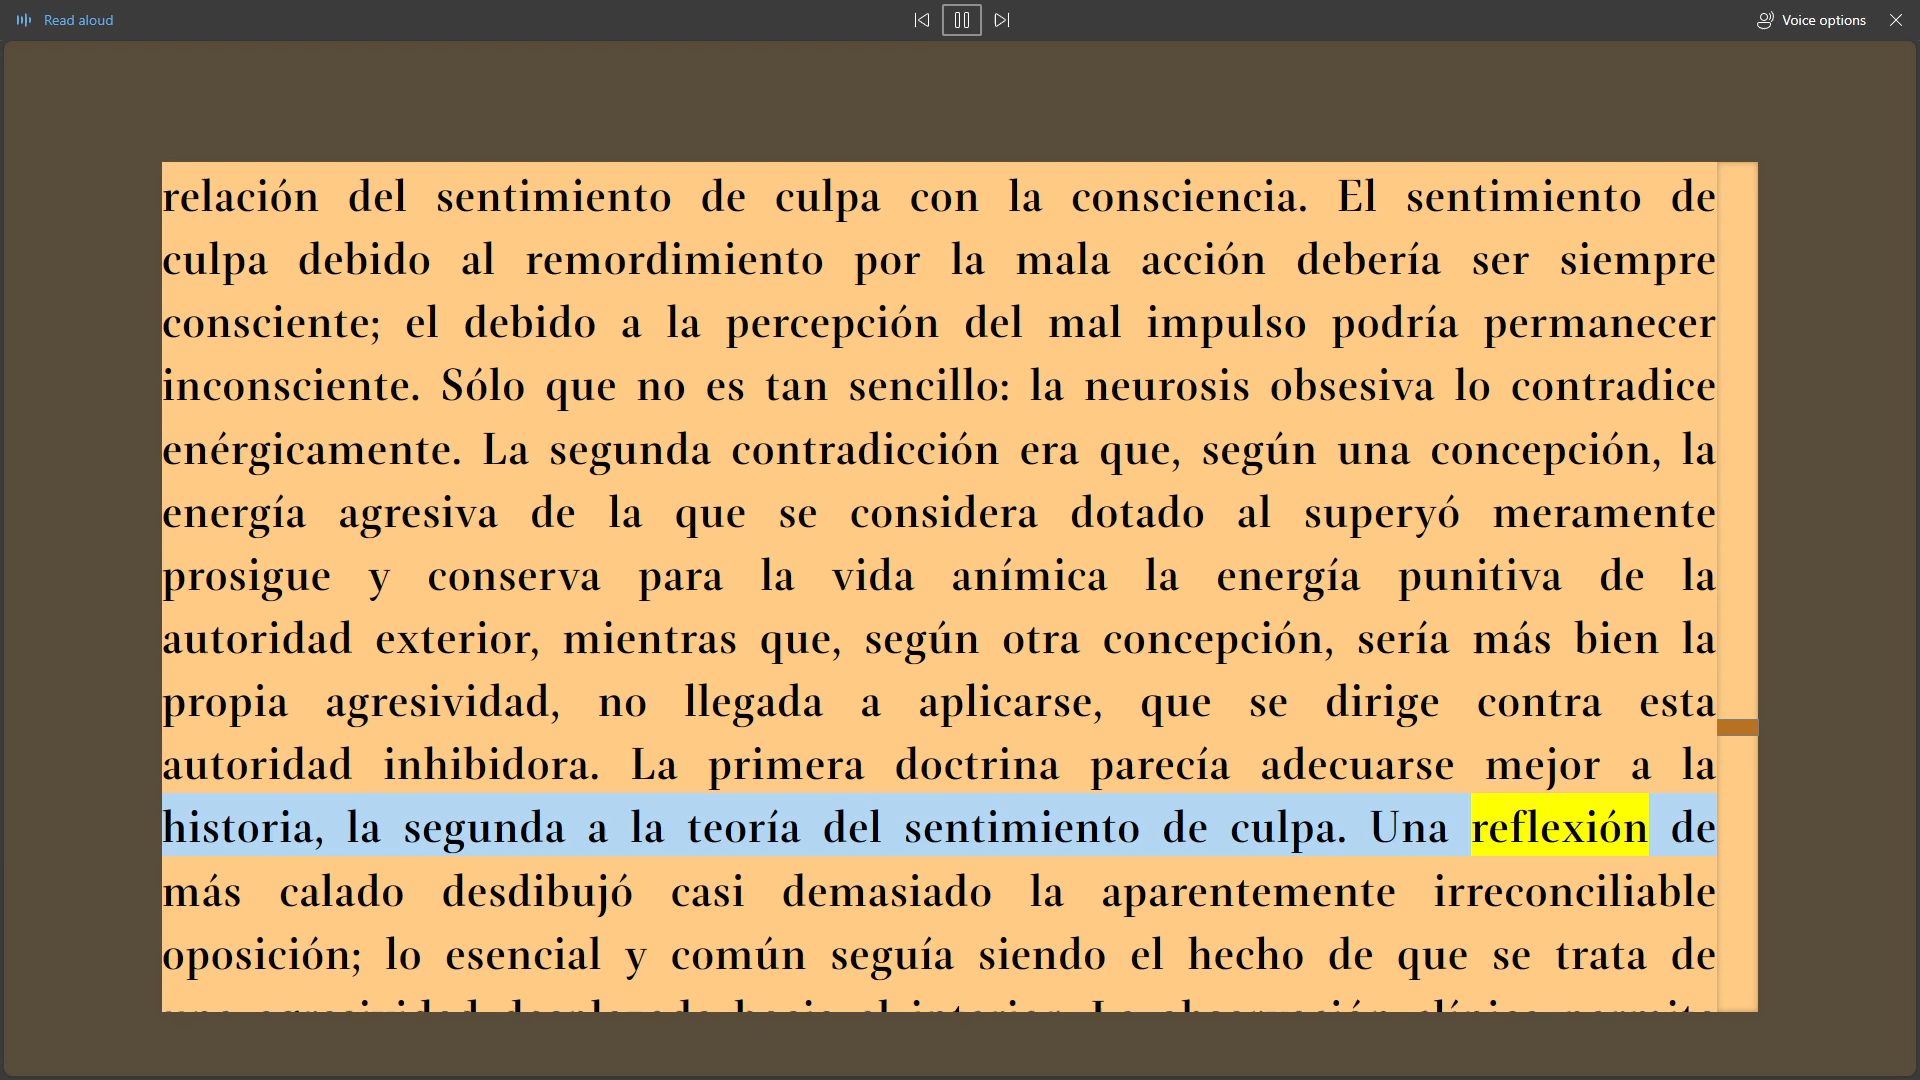 Read aloud
Voice options
relación del sentimiento de culpa con la consciencia. El sentimiento de
culpa debido al remordimiento por la mala acción debería ser siempre
consciente; el debido a la percepción del mal impulso podría permanecer
inconsciente. Sólo que no es tan sencillo: la neurosis obsesiva lo contradice
enérgicamente. La segunda contradicción era que, según una concepción, la
energía agresiva de la que se considera dotado al superyó meramente
prosigue y conserva para la vida anímica la energía punitiva de la
autoridad exterior, mientras que, según otra concepción, sería más bien la
propia agresividad, no llegada a aplicarse, que se dirige contra esta
autoridad inhibidora. La primera doctrina parecía adecuarse mejor a la
historia, la segunda a la teoría del sentimiento de culpa. Una reflexión de
más calado desdibujó casi demasiado la aparentemente irreconciliable
oposición; lo esencial y común seguía siendo el hecho de que se trata de